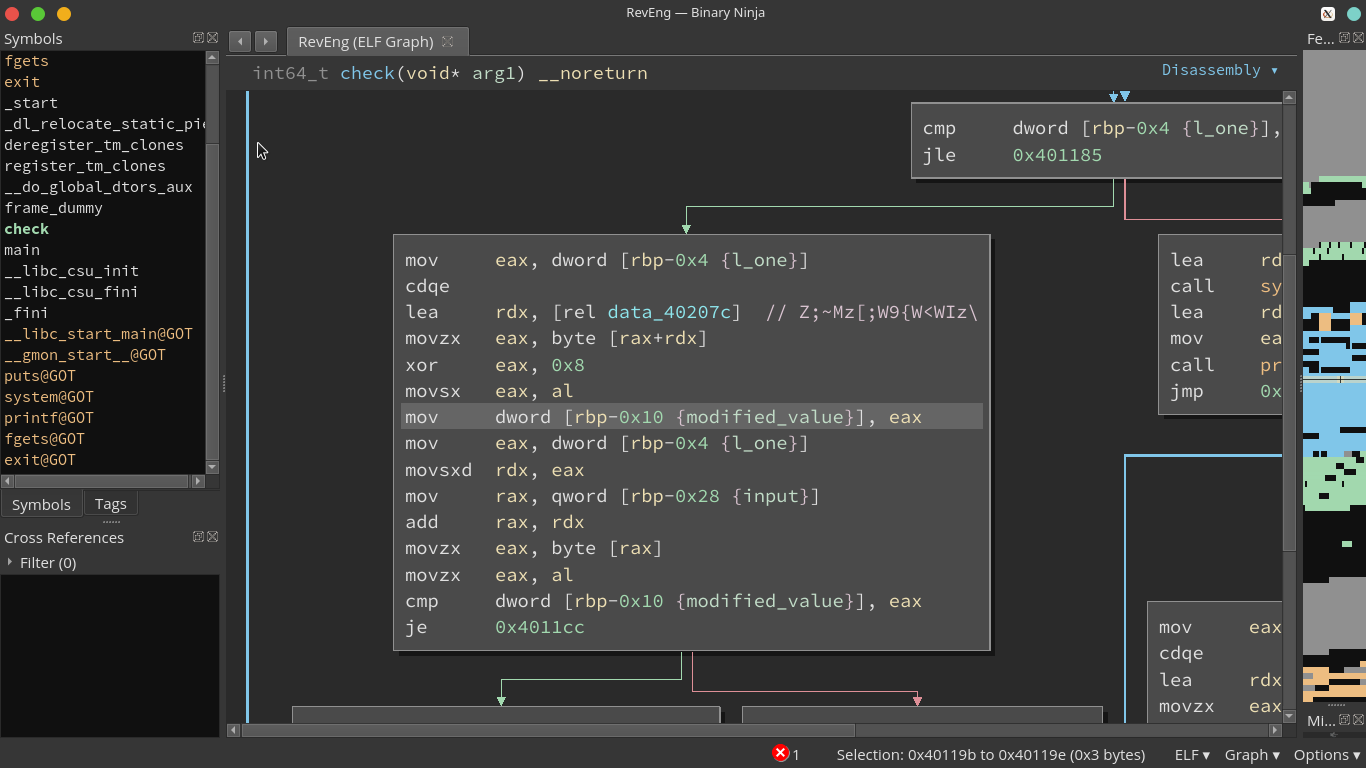 RevEng — Binary Ninja
X
Symbols
fgets
exit
_start
_dl_relocate_static_pie
deregister_tm_clones
register_tm_clones
__do_global_dtors_aux
frame_dummy
check
main
__libc_csu_init
__libc_csu_fini
_fini
__libc_start_main@GOT
__gmon_start__@GOT
puts@GOT
system@GOT
printf@GOT
fgets@GOT
exit@GOT
Symbols
Tags
Cross References
Filter (0)
RevEng (ELF Graph)
int64_t check(void* arg1) __noreturn
Disassembly ▾
cmp dword [rbp-0x4 {l_one}],
jle 0x401185
mov eax, dword [rbp-0x4 {l_one}]
cdqe
lea rdx, [rel data_40207c] // Z;~Mz[;W9{W<WIz\
movzx eax, byte [rax+rdx]
xor eax, 0x8
movsx eax, al
mov dword [rbp-0x10 {modified_value}], eax
mov eax, dword [rbp-0x4 {l_one}]
movsxd rdx, eax
mov rax, qword [rbp-0x28 {input}]
add rax, rdx
movzx eax, byte [rax]
movzx eax, al
cmp dword [rbp-0x10 {modified_value}], eax
je 0x4011cc
lea rd
call sy
lea rd
mov ea
call pr
jmp 0x
mov eax
cdqe
lea rdx
movzx eax
Fe...
Mi...
1
Selection: 0x40119b to 0x40119e (0x3 bytes)
ELF ▾
Graph ▾
Options ▾